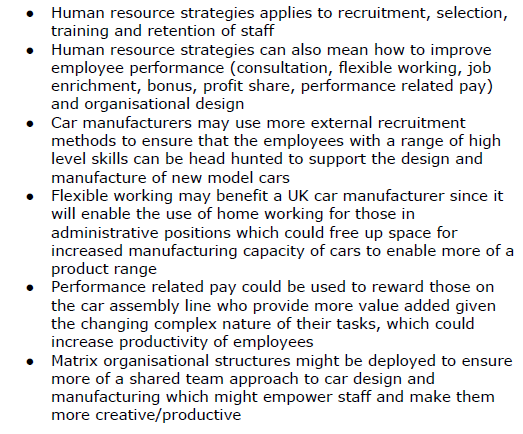 • Human resource strategies applies to recruitment, selection,
training and retention of staff
• Human resource strategies can also mean how to improve
employee performance (consultation, flexible working, job
enrichment, bonus, profit share, performance related pay)
and organisational design
• Car manufacturers may use more external recruitment
methods to ensure that the employees with a range of high
level skills can be head hunted to support the design and
manufacture of new model cars
• Flexible working may benefit a UK car manufacturer since it
will enable the use of home working for those in
administrative positions which could free up space for
increased manufacturing capacity of cars to enable more of a
product range
• Performance related pay could be used to reward those on
the car assembly line who provide more value added given
the changing complex nature of their tasks, which could
increase productivity of employees
• Matrix organisational structures might be deployed to ensure
more of a shared team approach to car design and
manufacturing which might empower staff and make them
more creative/productive